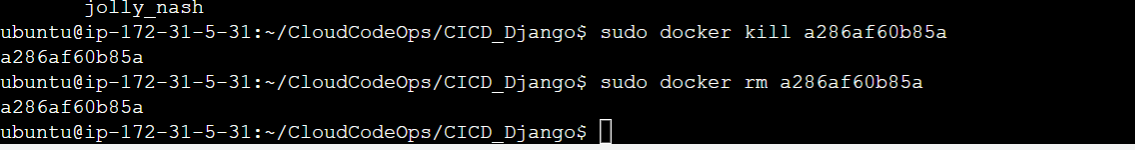 jolly_nash
ubuntu@ip-172-31-5-31:~/CloudCodeOps/CICD_Django$ sudo docker kill a286af60b85a
a286af60b85a
ubuntu@ip-172-31-5-31:~/CloudCodeOps/CICD_Django$ sudo docker rm a286af60b85a
a286af60b85a
ubuntu@ip-172-31-5-31:~/CloudCodeOps/CICD_Django$